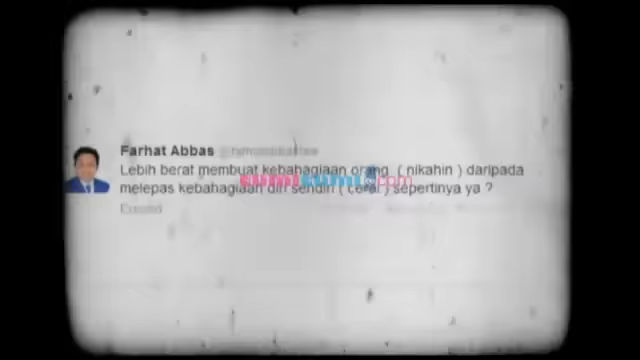 Farhat Abbas
Lebih berat membuat kebahagiaan orang ( nikahin ) daripada
melepas kebahagiaan diri sendiri ( cerai ) sepertinya ya ?